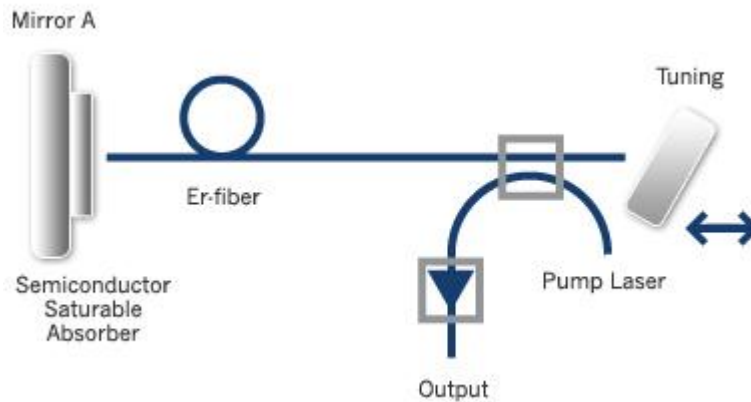 Mirror A
Tuning
Er-fiber
Semiconductor
Saturable
Absorber
Pump Laser
Output